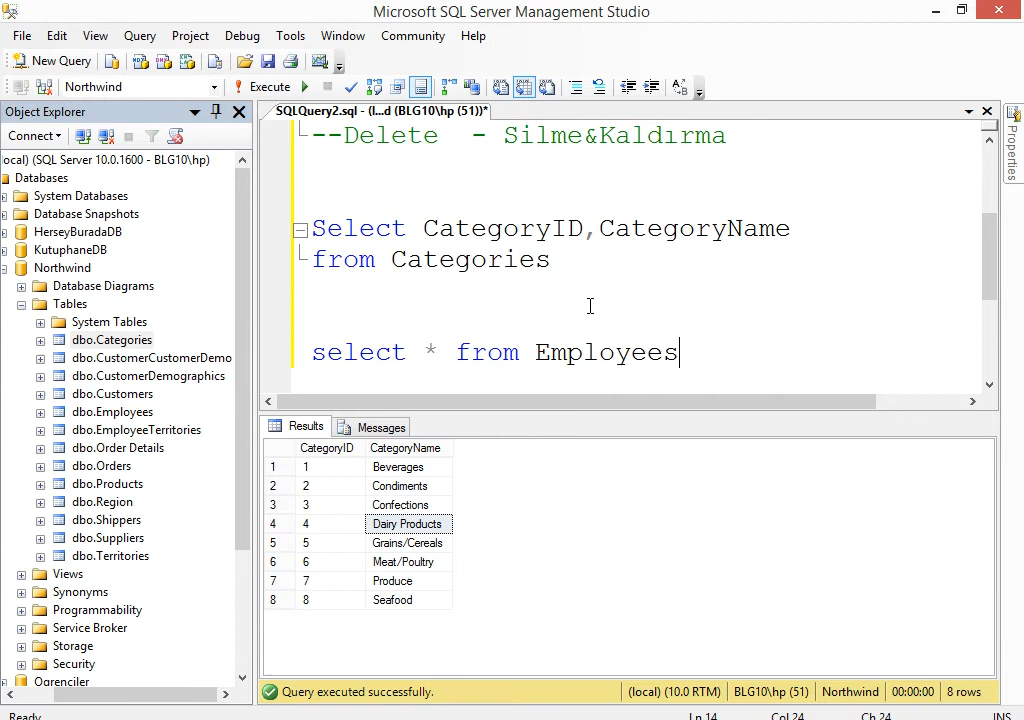 Microsoft SQL Server Management Studio
File Edit View Query Project Debug Tools Window Community Help
New Query
Northwind Execute
Object Explorer
Connect
SQLQuery2.sql - (l...d (BLG10\hp (51))*
Properties
ocal) (SQL Server 10.0.1600 - BLG10\hp)
Databases
System Databases
Database Snapshots
HerseyBuradaDB
KutuphaneDB
Northwind
Database Diagrams
Tables
System Tables
dbo.Categories
dbo.CustomerCustomerDemo
dbo.CustomerDemographics
dbo.Customers
dbo.Employees
dbo.EmployeeTerritories
dbo.Order Details
dbo.Orders
dbo.Products
dbo.Region
dbo.Shippers
dbo.Suppliers
dbo.Territories
Views
Synonyms
Programmability
Service Broker
Storage
Security
Ogrenciler
--Delete - Silme&Kaldırma
Select CategoryID,CategoryName
from Categories
select * from Employees
Results Messages
CategoryID CategoryName
1 1 Beverages
2 2 Condiments
3 3 Confections
4 4 Dairy Products
5 5 Grains/Cereals
6 6 Meat/Poultry
7 7 Produce
8 8 Seafood
Query executed successfully. (local) (10.0 RTM) BLG10\hp (51) Northwind 00:00:00 8 rows
Ready Ln 14 Col 24 Ch 24 INS